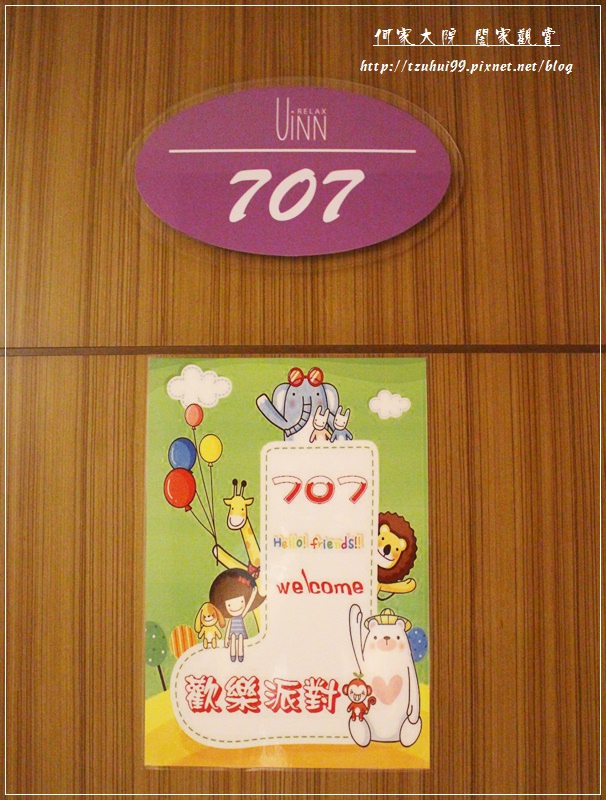 何家大院 闔家觀賞
http://tzuhui99.pixnet.net/blog
RELAX
UiNN
707
707
Hello! friends!!!
welcome
歡樂派對